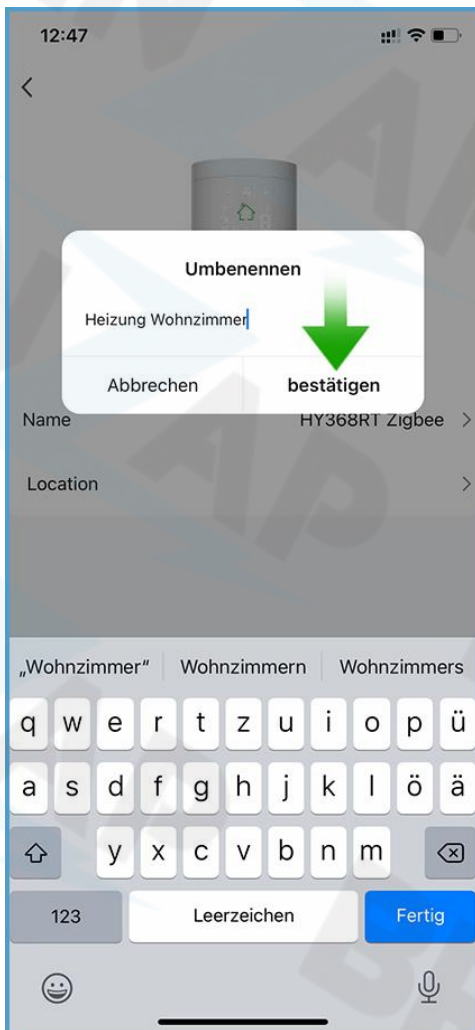 12:47
Umbenennen
Heizung Wohnzimmer
Abbrechen bestätigen
Name HY368RT Zigbee
Location
„Wohnzimmer“ Wohnzimmern Wohnzimmers
q w e r t z u i o p ü
a s d f g h j k l ö ä
y x c v b n m
123 Leerzeichen Fertig